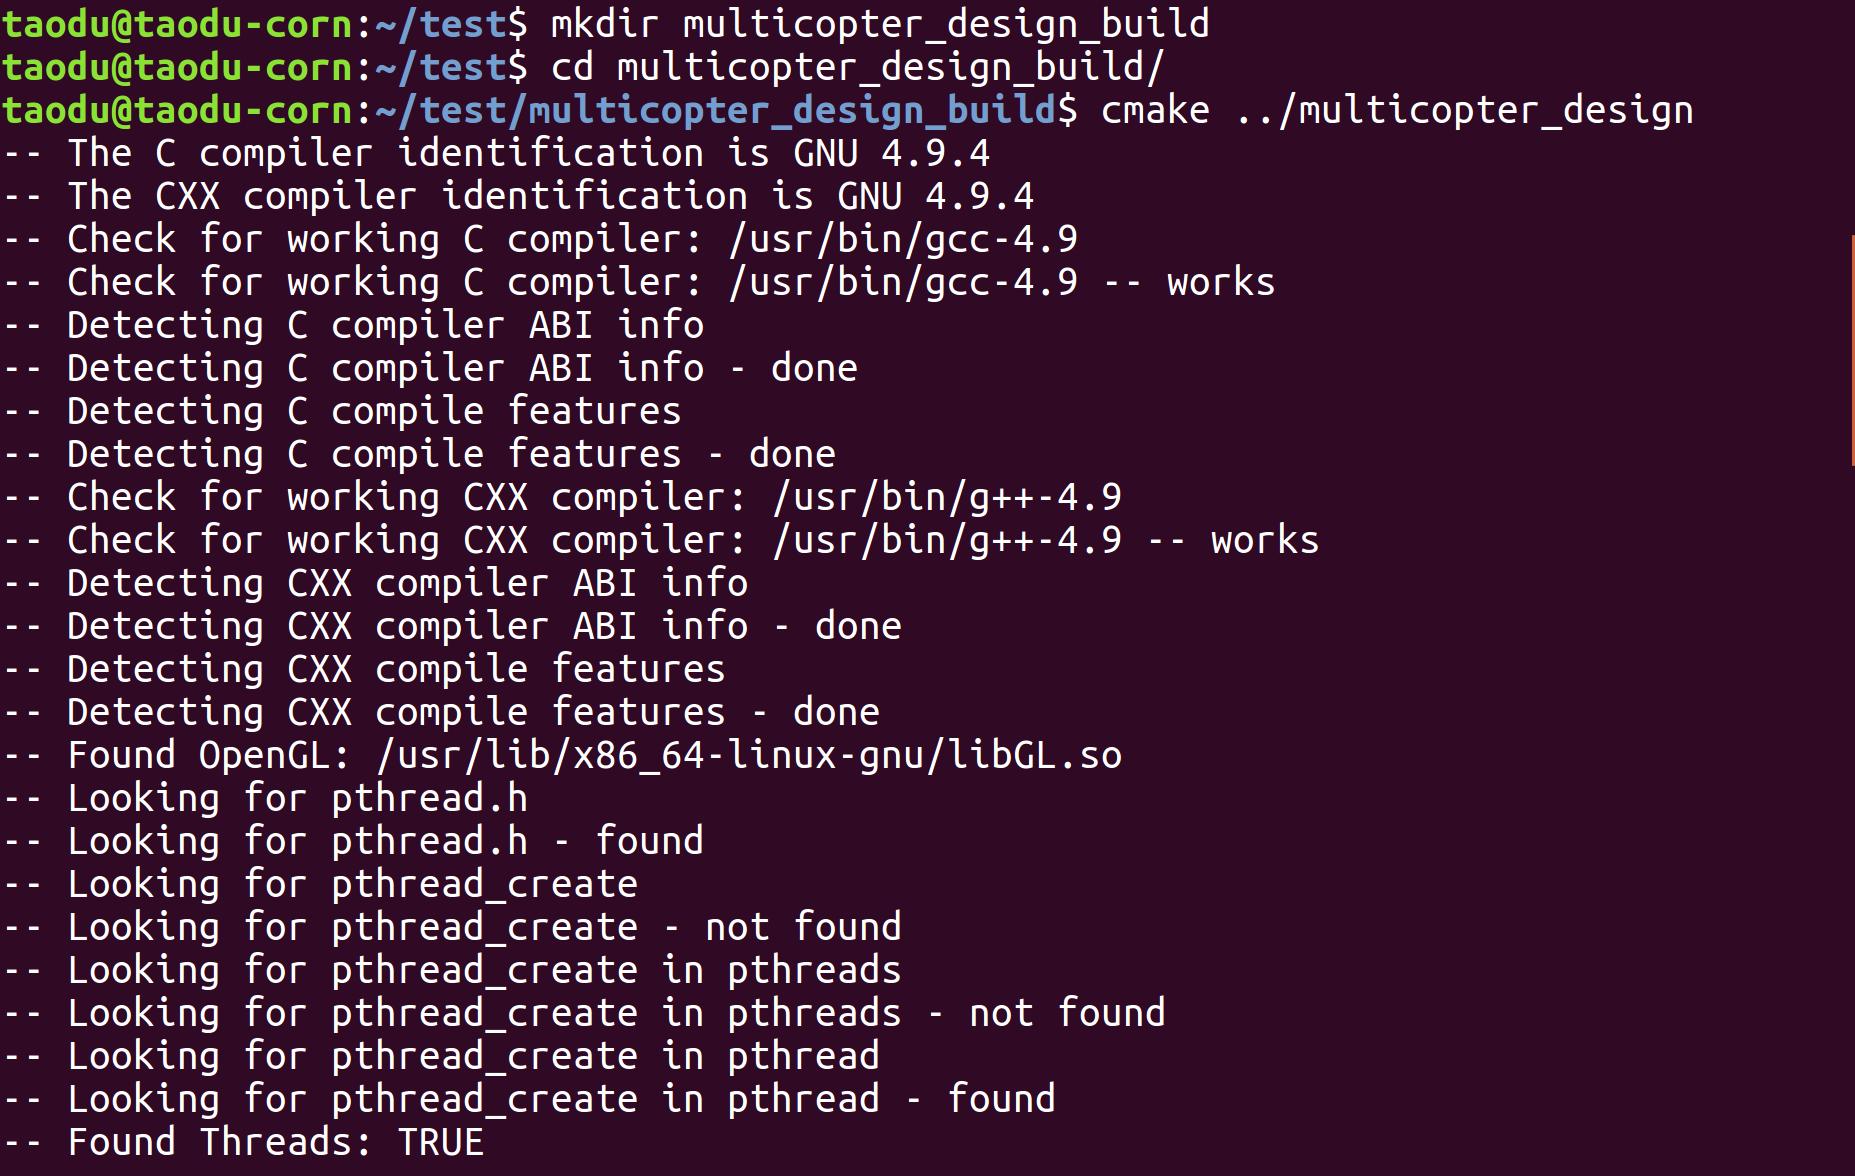 taodu@taodu-corn:~/test$ mkdir multicopter_design_build
taodu@taodu-corn:~/test$ cd multicopter_design_build/
taodu@taodu-corn:~/test/multicopter_design_build$ cmake ../multicopter_design
-- The C compiler identification is GNU 4.9.4
-- The CXX compiler identification is GNU 4.9.4
-- Check for working C compiler: /usr/bin/gcc-4.9
-- Check for working C compiler: /usr/bin/gcc-4.9 -- works
-- Detecting C compiler ABI info
-- Detecting C compiler ABI info - done
-- Detecting C compile features
-- Detecting C compile features - done
-- Check for working CXX compiler: /usr/bin/g++-4.9
-- Check for working CXX compiler: /usr/bin/g++-4.9 -- works
-- Detecting CXX compiler ABI info
-- Detecting CXX compiler ABI info - done
-- Detecting CXX compile features
-- Detecting CXX compile features - done
-- Found OpenGL: /usr/lib/x86_64-linux-gnu/libGL.so
-- Looking for pthread.h
-- Looking for pthread.h - found
-- Looking for pthread_create
-- Looking for pthread_create - not found
-- Looking for pthread_create in pthreads
-- Looking for pthread_create in pthreads - not found
-- Looking for pthread_create in pthread
-- Looking for pthread_create in pthread - found
-- Found Threads: TRUE